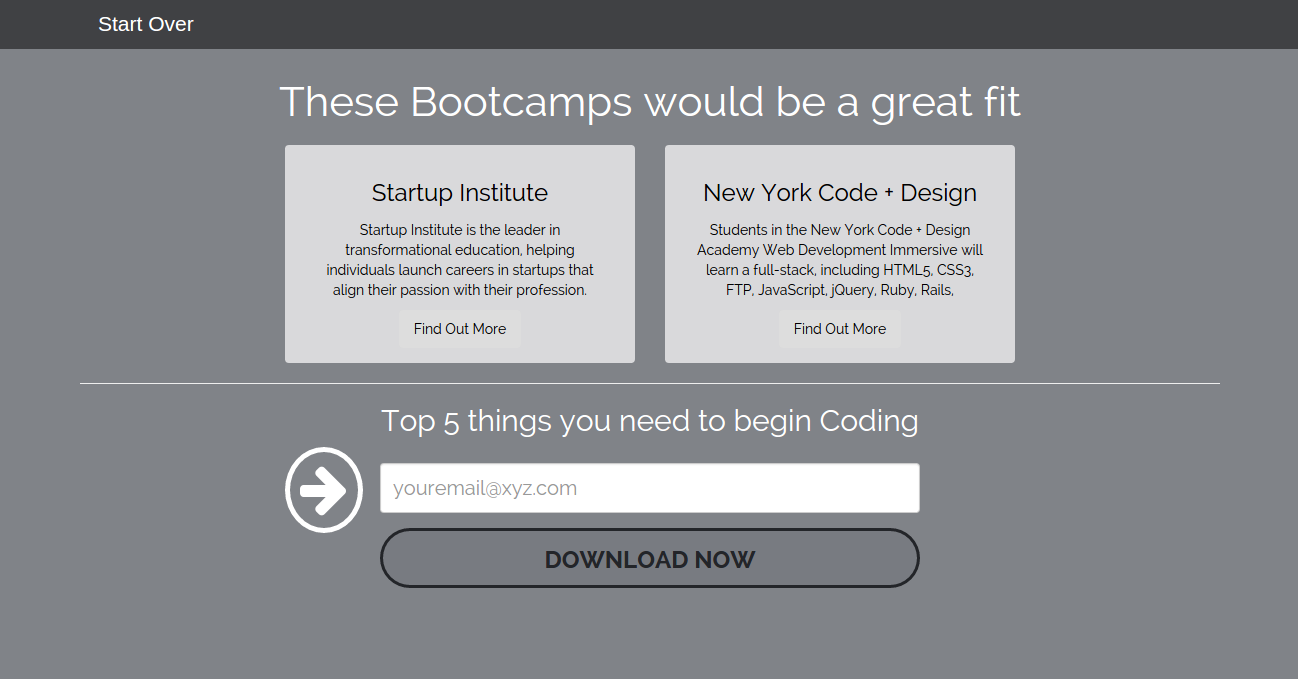 Start Over
These Bootcamps would be a great fit
Startup Institute
Startup Institute is the leader in
transformational education, helping
individuals launch careers in startups that
align their passion with their profession.
Find Out More
New York Code + Design
Students in the New York Code + Design
Academy Web Development Immersive will
learn a full-stack, including HTML5, CSS3,
FTP, JavaScript, jQuery, Ruby, Rails,
Find Out More
Top 5 things you need to begin Coding
youremail@xyz.com
DOWNLOAD NOW